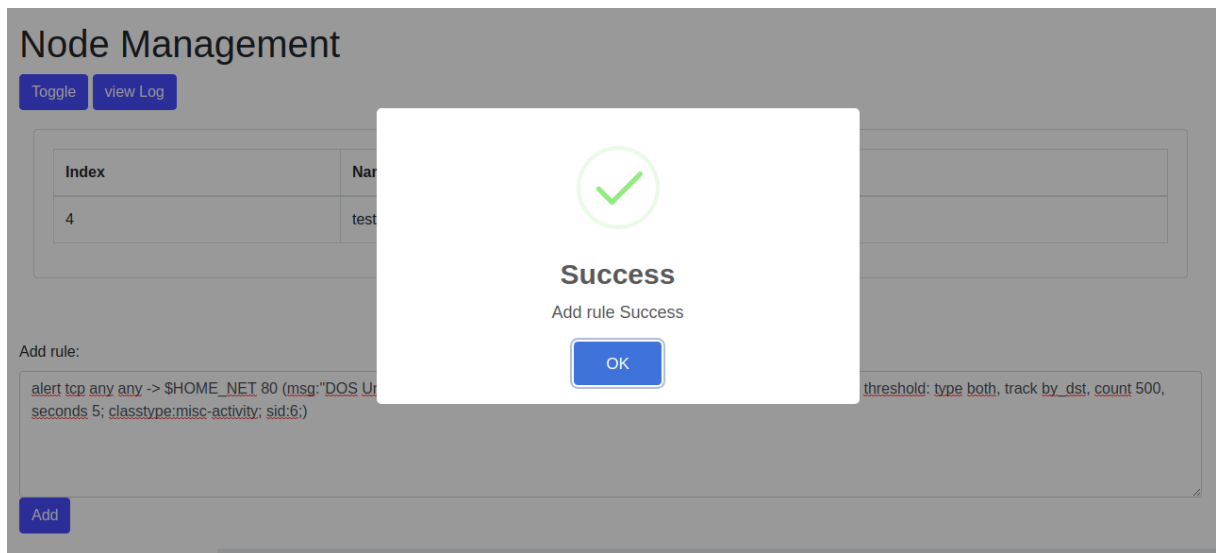 Node Management
Toggle view Log
Index
4 test
Success
Add rule Success
OK
Add rule:
alert tcp any any -> $HOME_NET 80 (msg:"DOS threshold: type both, track by_dst, count 500,
seconds 5; classtype:misc-activity; sid:6;)
Add